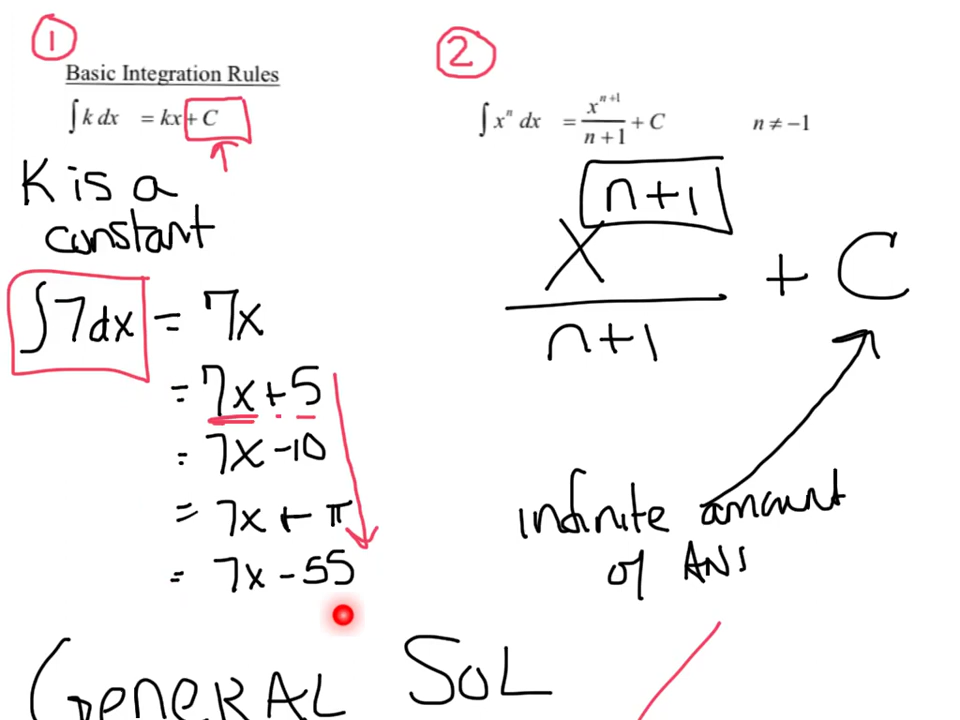 1
Basic Integration Rules
∫ k dx = kx + C
K is a
constant
∫7dx = 7x
= 7x + 5
= 7x - 10
= 7x + π
= 7x - 55
GENERAL SOL
2
∫ xⁿ dx = xⁿ⁺¹/(n+1) + C n ≠ -1
n+1
X
+ C
n+1
infinite amount
of ANS